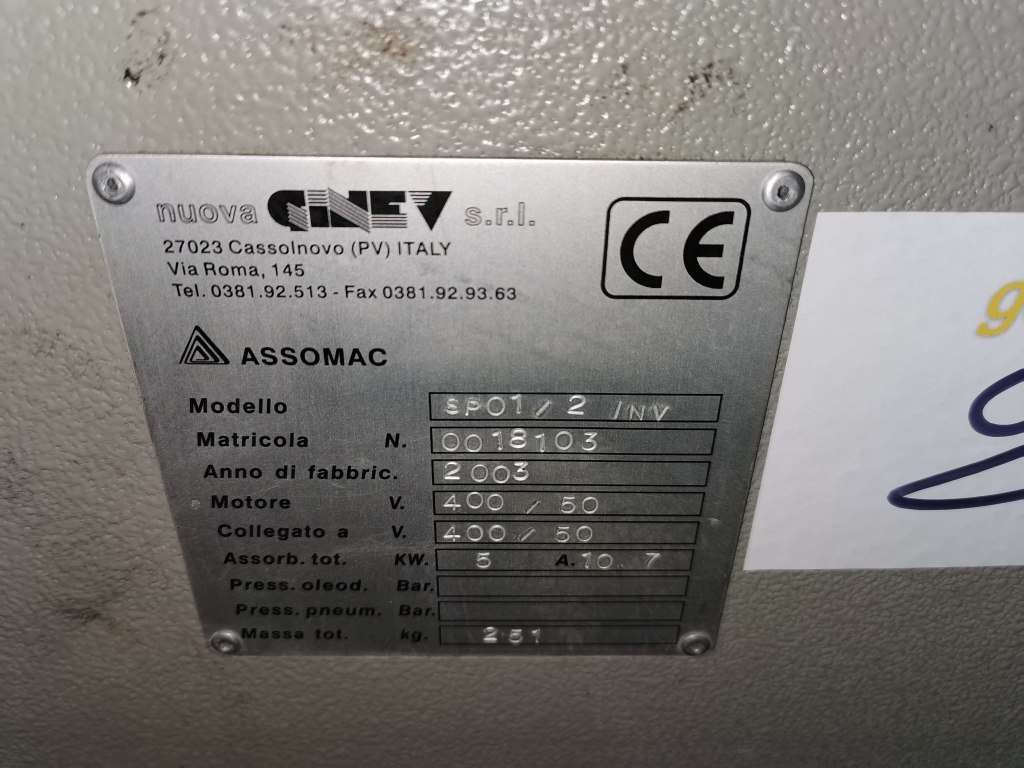 nuova GINEV s.r.l.
27023 Cassolnovo (PV) ITALY
Via Roma, 145
Tel. 0381.92.513 - Fax 0381.92.93.63
CE
ASSOMAC
Modello SP01/2 INV
Matricola N. 0018103
Anno di fabbric. 2003
Motore V. 400/50
Collegato a V. 400/50
Assorb. tot. KW. 5 A. 10.7
Press. oleod. Bar.
Press. pneum. Bar.
Massa tot. kg. 251